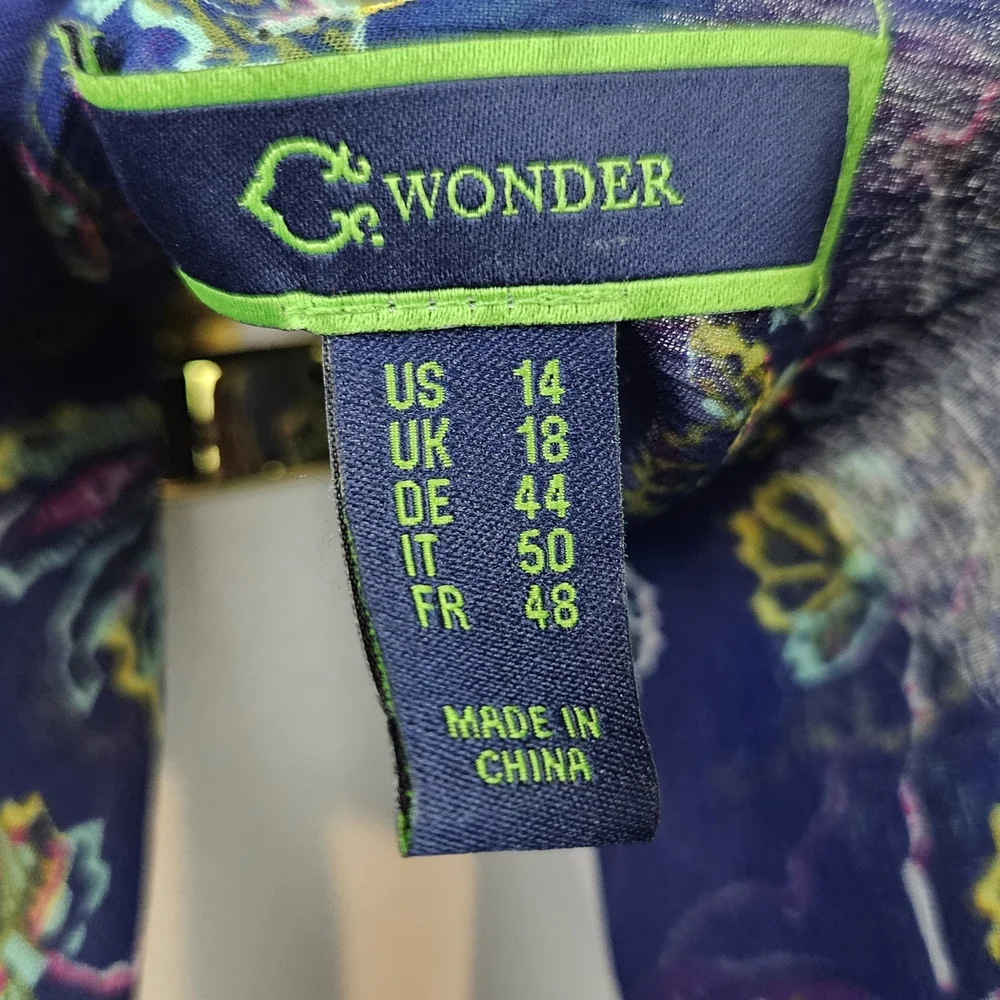 C. WONDER
US 14
UK 18
DE 44
IT 50
FR 48
MADE IN
CHINA